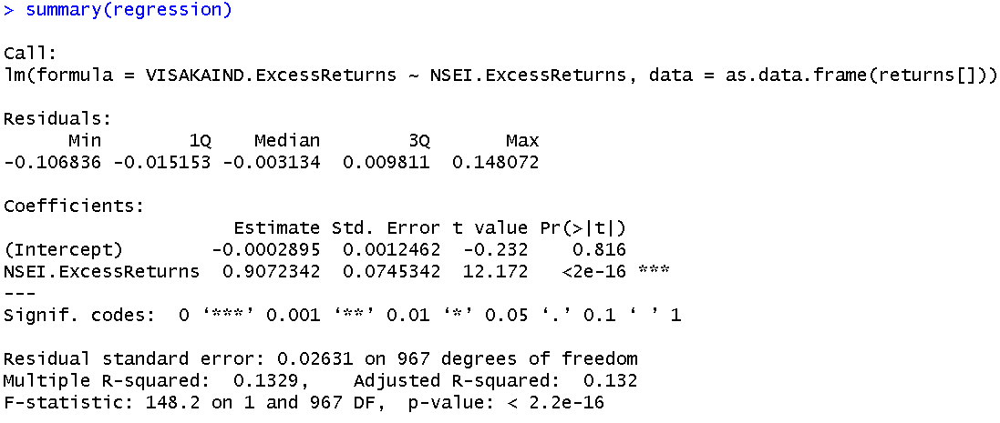 > summary(regression)
Call:
lm(formula = VISAKAIND.ExcessReturns ~ NSEI.ExcessReturns, data = as.data.frame(returns[]))
Residuals:
      Min        1Q    Median        3Q       Max
-0.106836 -0.015153 -0.003134  0.009811  0.148072
Coefficients:
                     Estimate Std. Error t value Pr(>|t|)
(Intercept)        -0.0002895  0.0012462  -0.232    0.816
NSEI.ExcessReturns  0.9072342  0.0745342  12.172   <2e-16 ***
---
Signif. codes:  0 ‘***’ 0.001 ‘**’ 0.01 ‘*’ 0.05 ‘.’ 0.1 ‘ ’ 1
Residual standard error: 0.02631 on 967 degrees of freedom
Multiple R-squared:  0.1329,    Adjusted R-squared:  0.132
F-statistic: 148.2 on 1 and 967 DF,  p-value: < 2.2e-16